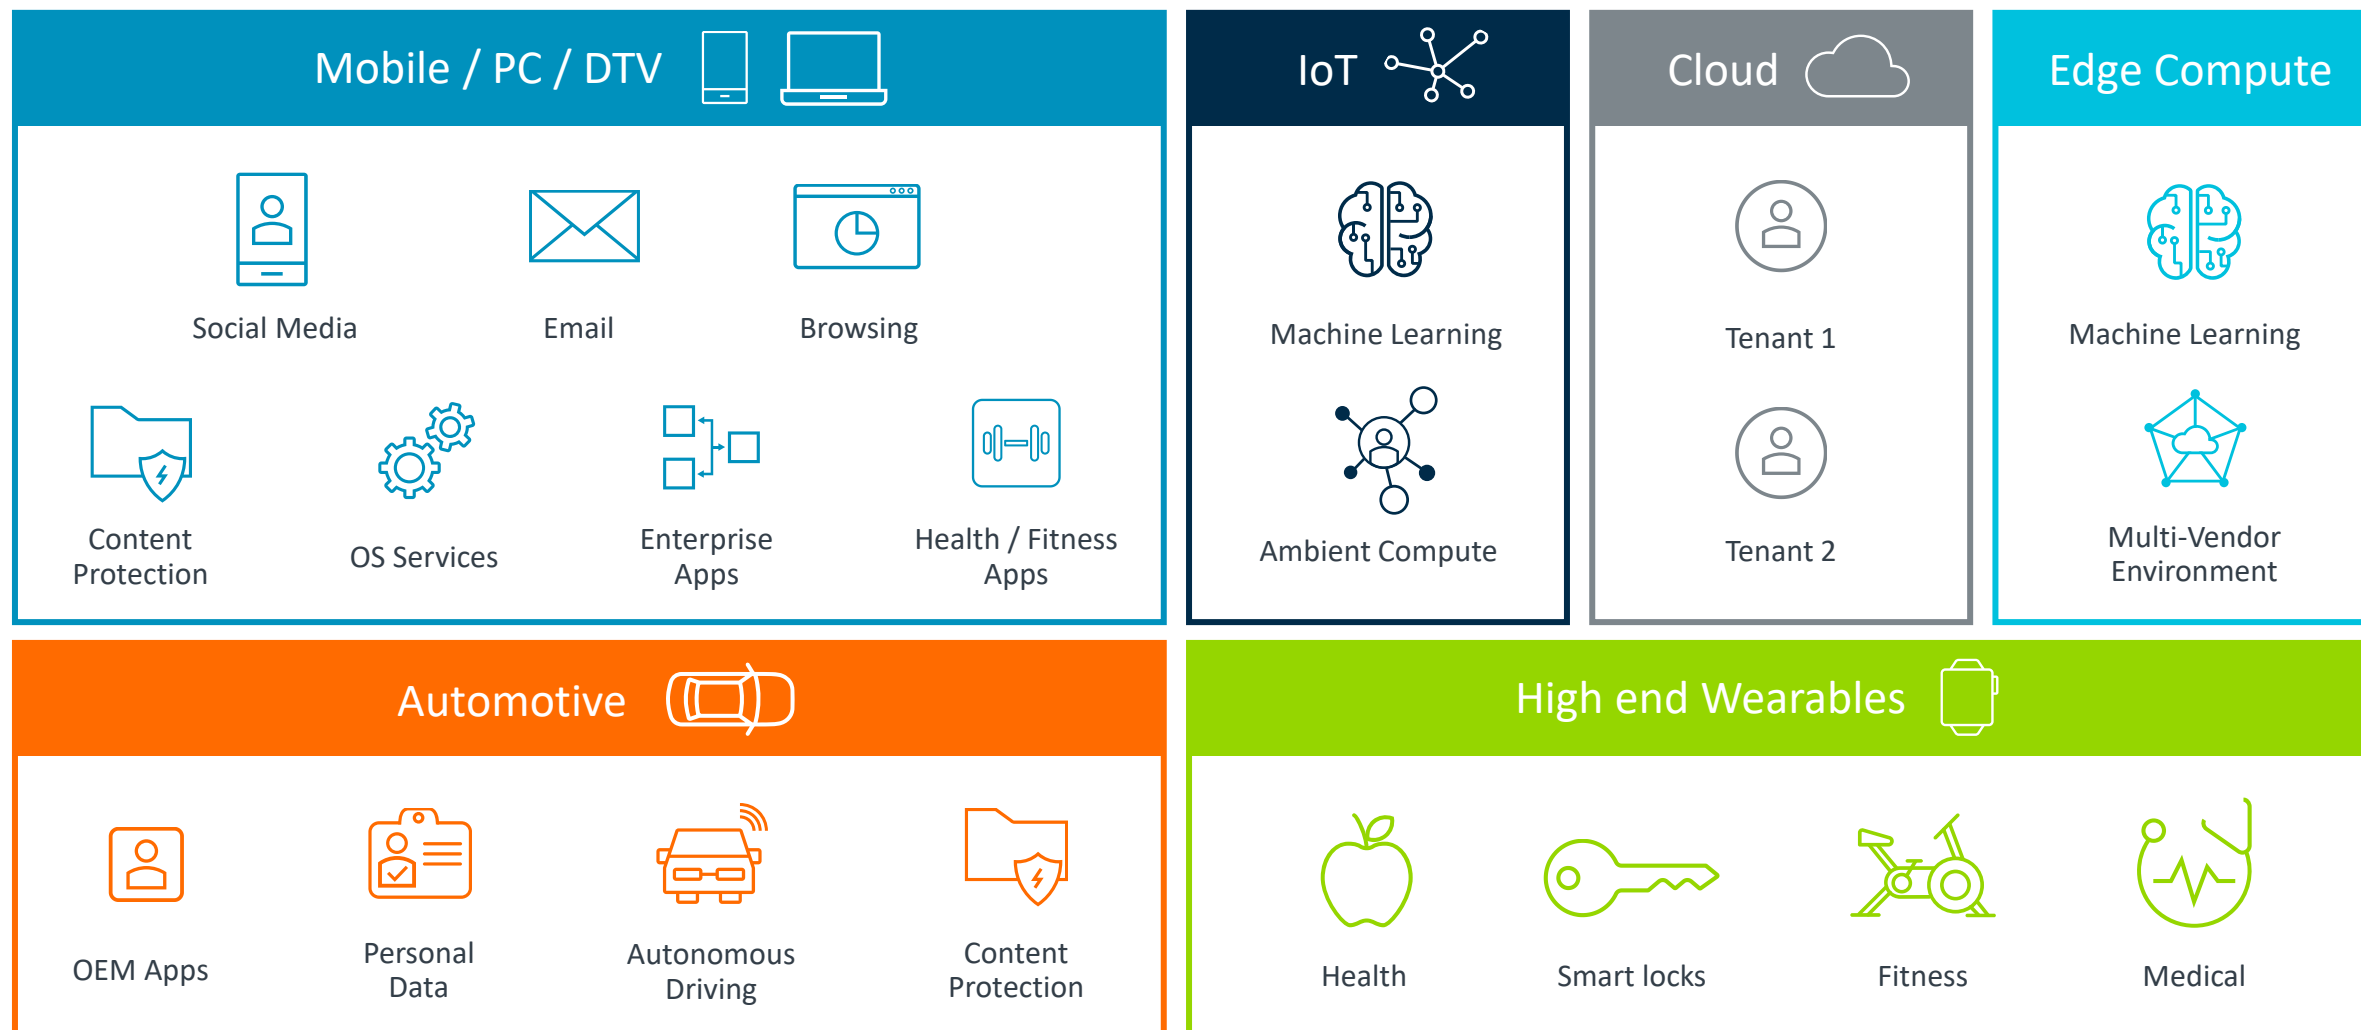 Mobile / PC / DTV
Social Media
Email
Browsing
Content
Protection
OS Services
Enterprise
Apps
Health / Fitness
Apps
IoT
Machine Learning
Ambient Compute
Cloud
Tenant 1
Tenant 2
Edge Compute
Machine Learning
Multi-Vendor
Environment
Automotive
OEM Apps
Personal
Data
Autonomous
Driving
Content
Protection
High end Wearables
Health
Smart locks
Fitness
Medical